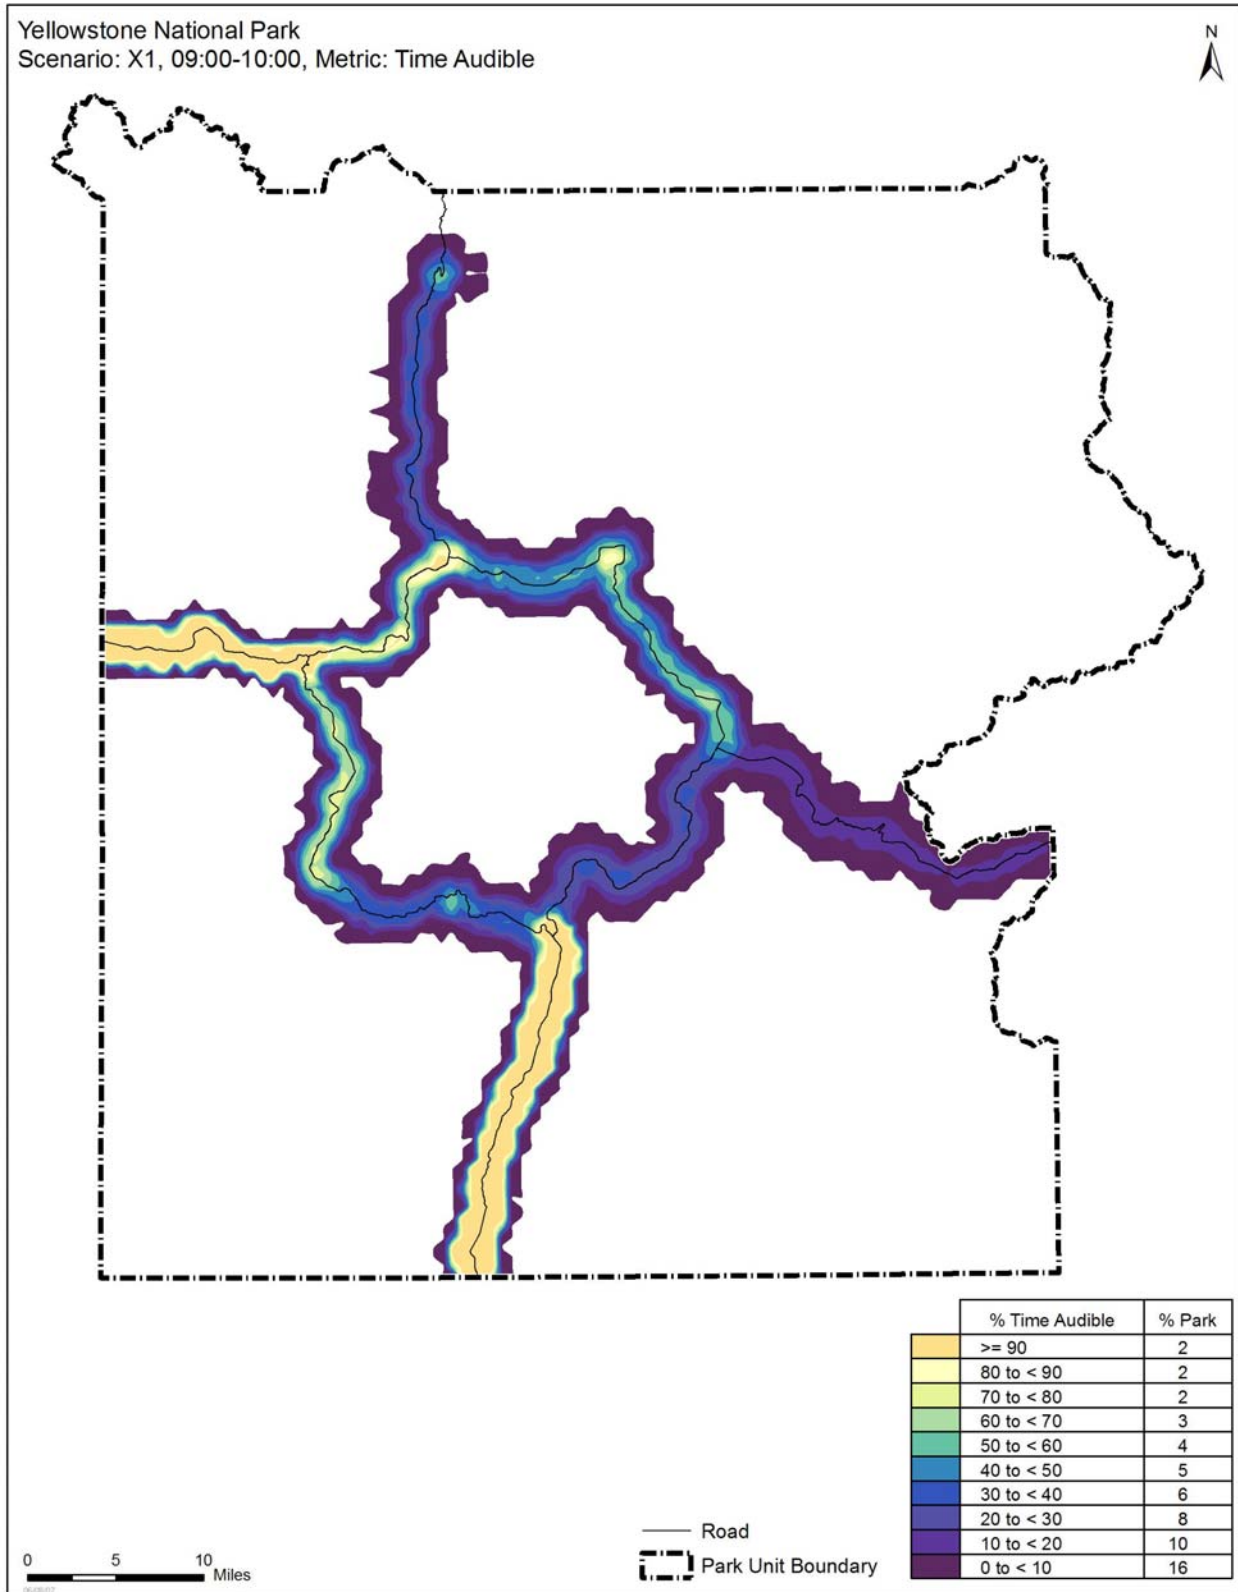 Yellowstone National Park
Scenario: X1, 09:00-10:00, Metric: Time Audible
N
% Time Audible % Park
>= 90 2
80 to < 90 2
70 to < 80 2
60 to < 70 3
50 to < 60 4
40 to < 50 5
30 to < 40 6
20 to < 30 8
10 to < 20 10
0 to < 10 16
Road
Park Unit Boundary
0 5 10
Miles